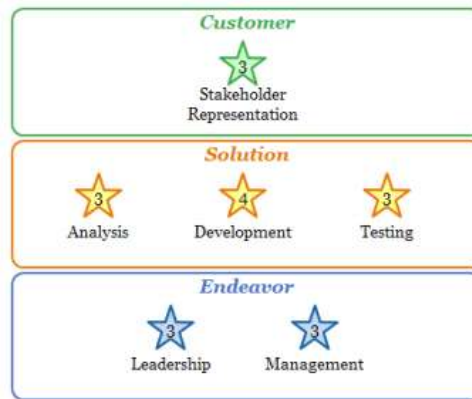 Customer
3
Stakeholder
Representation
Solution
3 4 3
Analysis Development Testing
Endeavor
3 3
Leadership Management